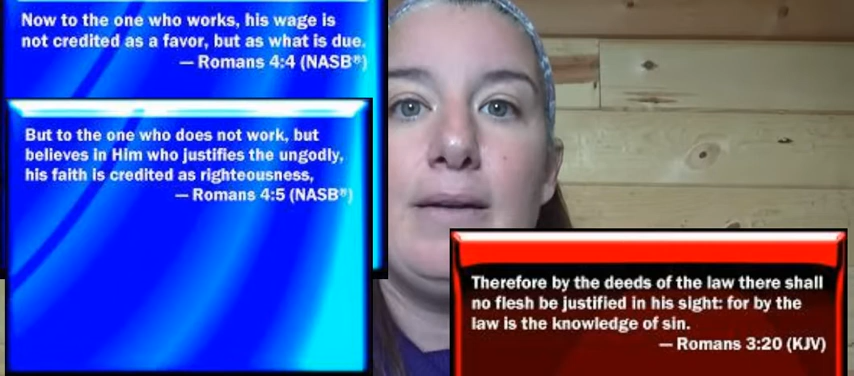 Now to the one who works, his wage is
not credited as a favor, but as what is due.
— Romans 4:4 (NASB®)
But to the one who does not work, but
believes in Him who justifies the ungodly,
his faith is credited as righteousness,
— Romans 4:5 (NASB®)
Therefore by the deeds of the law there shall
no flesh be justified in his sight: for by the
law is the knowledge of sin.
— Romans 3:20 (KJV)